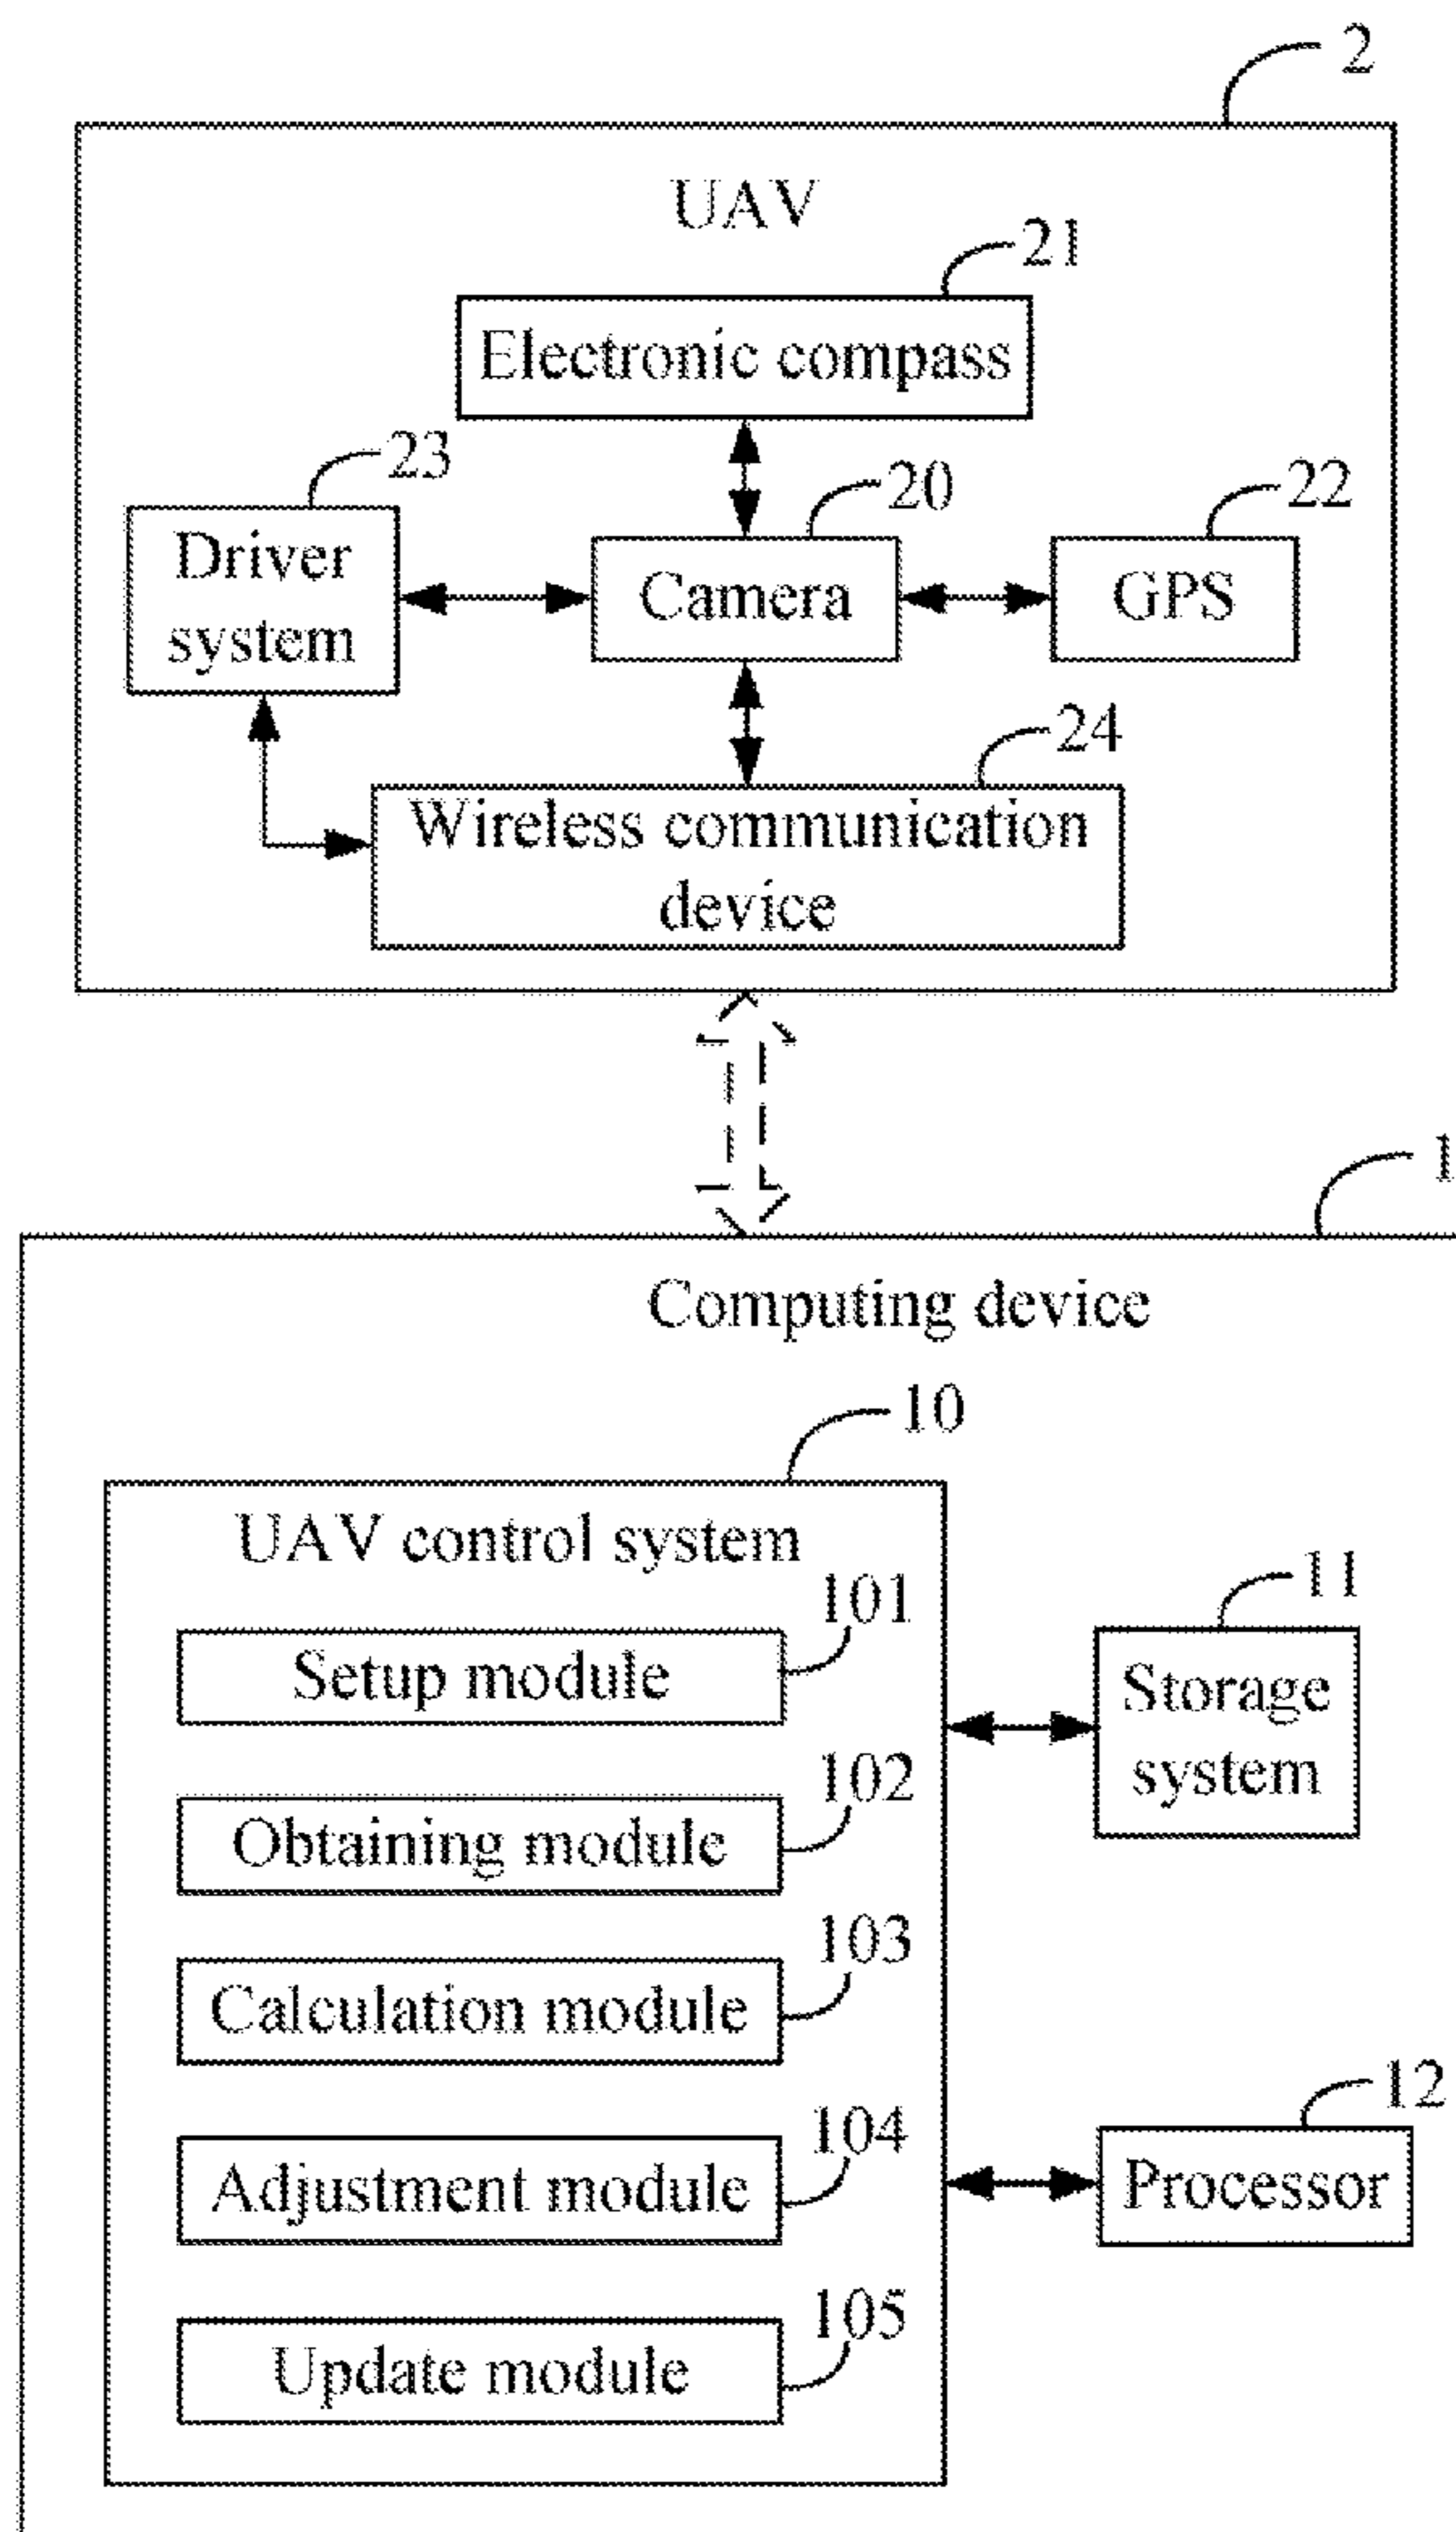 2
UAV
21
Electronic compass
23
20
22
Driver
system
Camera
GPS
24
Wireless communication
device
1
Computing device
10
UAV control system
101
11
Setup module
Storage
system
102
Obtaining module
103
Calculation module
104
12
Adjustment module
Processor
105
Update module